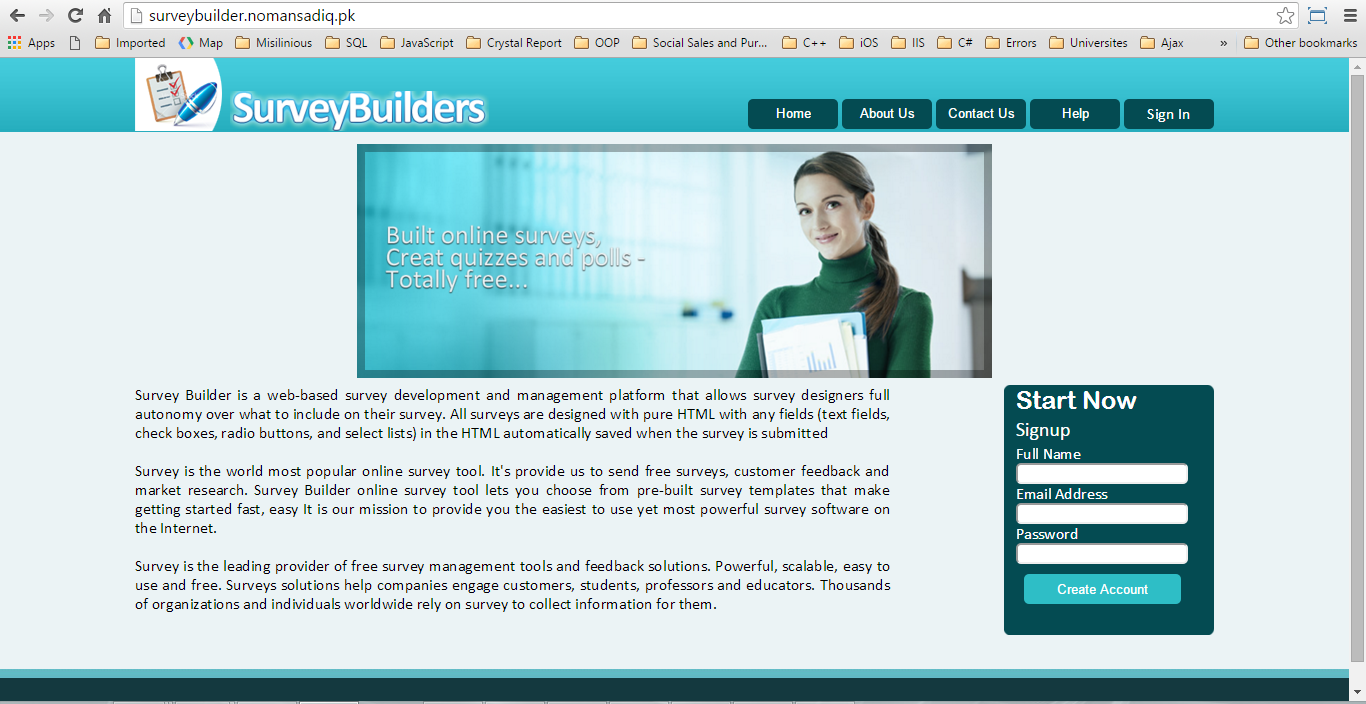 surveybuilder.nomansadiq.pk
Apps Imported Map Misilinious SQL JavaScript Crystal Report OOP Social Sales and Pur... C++ iOS IIS C# Errors Universites Ajax » Other bookmarks
SurveyBuilders
Home About Us Contact Us Help Sign In
Built online surveys,
Creat quizzes and polls -
Totally free...
Survey Builder is a web-based survey development and management platform that allows survey designers full
autonomy over what to include on their survey. All surveys are designed with pure HTML with any fields (text fields,
check boxes, radio buttons, and select lists) in the HTML automatically saved when the survey is submitted
Survey is the world most popular online survey tool. It's provide us to send free surveys, customer feedback and
market research. Survey Builder online survey tool lets you choose from pre-built survey templates that make
getting started fast, easy It is our mission to provide you the easiest to use yet most powerful survey software on
the Internet.
Survey is the leading provider of free survey management tools and feedback solutions. Powerful, scalable, easy to
use and free. Surveys solutions help companies engage customers, students, professors and educators. Thousands
of organizations and individuals worldwide rely on survey to collect information for them.
Start Now
Signup
Full Name
Email Address
Password
Create Account